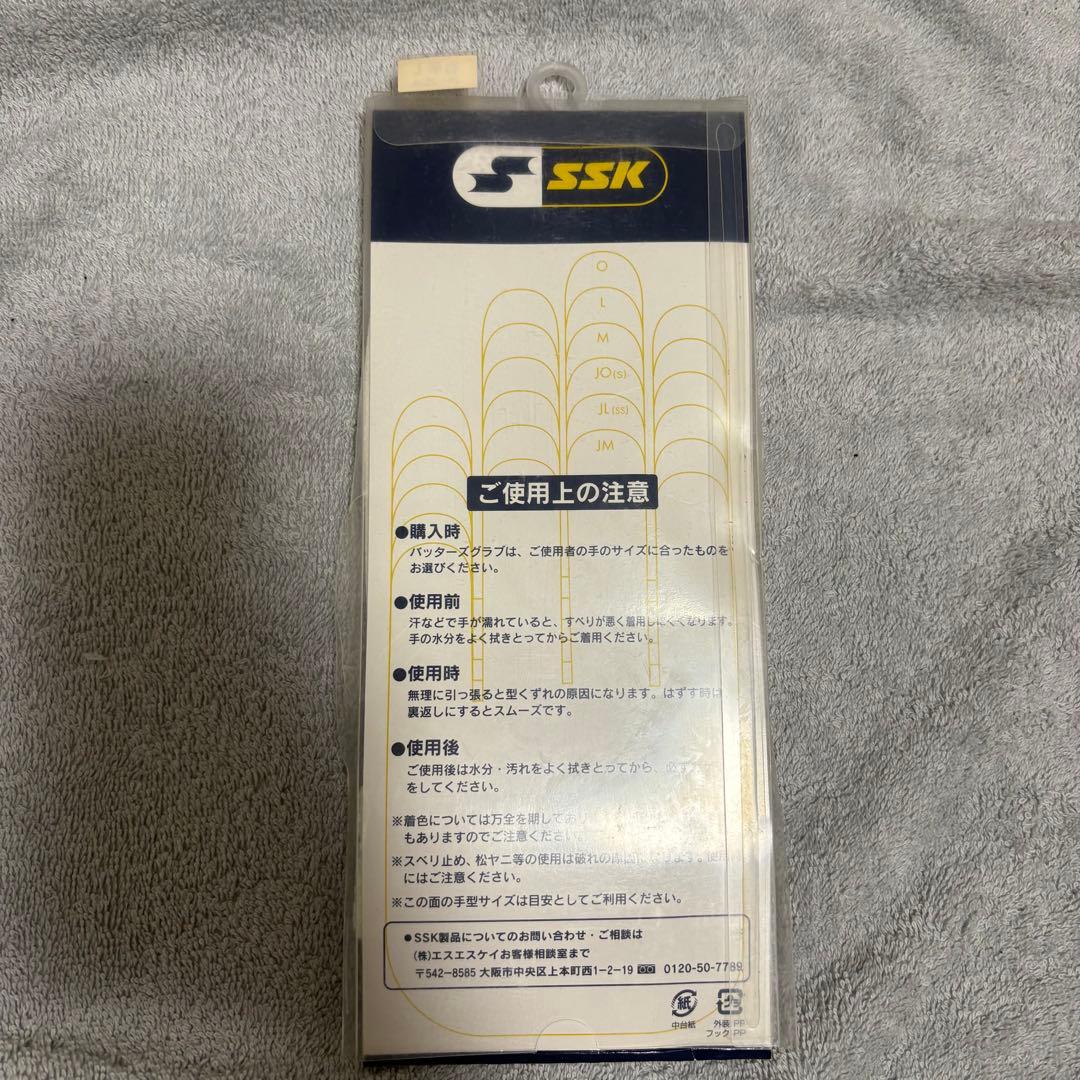 SSK
O
L
M
JO(S)
JL(SS)
JM
ご使用上の注意
●購入時
バッターズグラブは、ご使用者の手のサイズに合ったものを
お選びください。
●使用前
汗などで手が濡れていると、すべりが悪く着用しにくくなります。
手の水分をよく拭きとってからご着用ください。
●使用時
無理に引っ張ると型くずれの原因になります。はずす時は
裏返しにするとスムーズです。
●使用後
ご使用後は水分・汚れをよく拭きとってから、必ず
をしてください。
※着色については万全を期しており
もありますのでご注意ください。
※スベリ止め、松ヤニ等の使用は破れの原因になります。使用
にはご注意ください。
※この面の手型サイズは目安としてご利用ください。
●SSK製品についてのお問い合わせ・ご相談は
(株)エスエスケイお客様相談室まで
〒542-8585 大阪市中央区上本町西1-2-19 0120-50-7789
紙
中台紙
外装 PP
フック PP